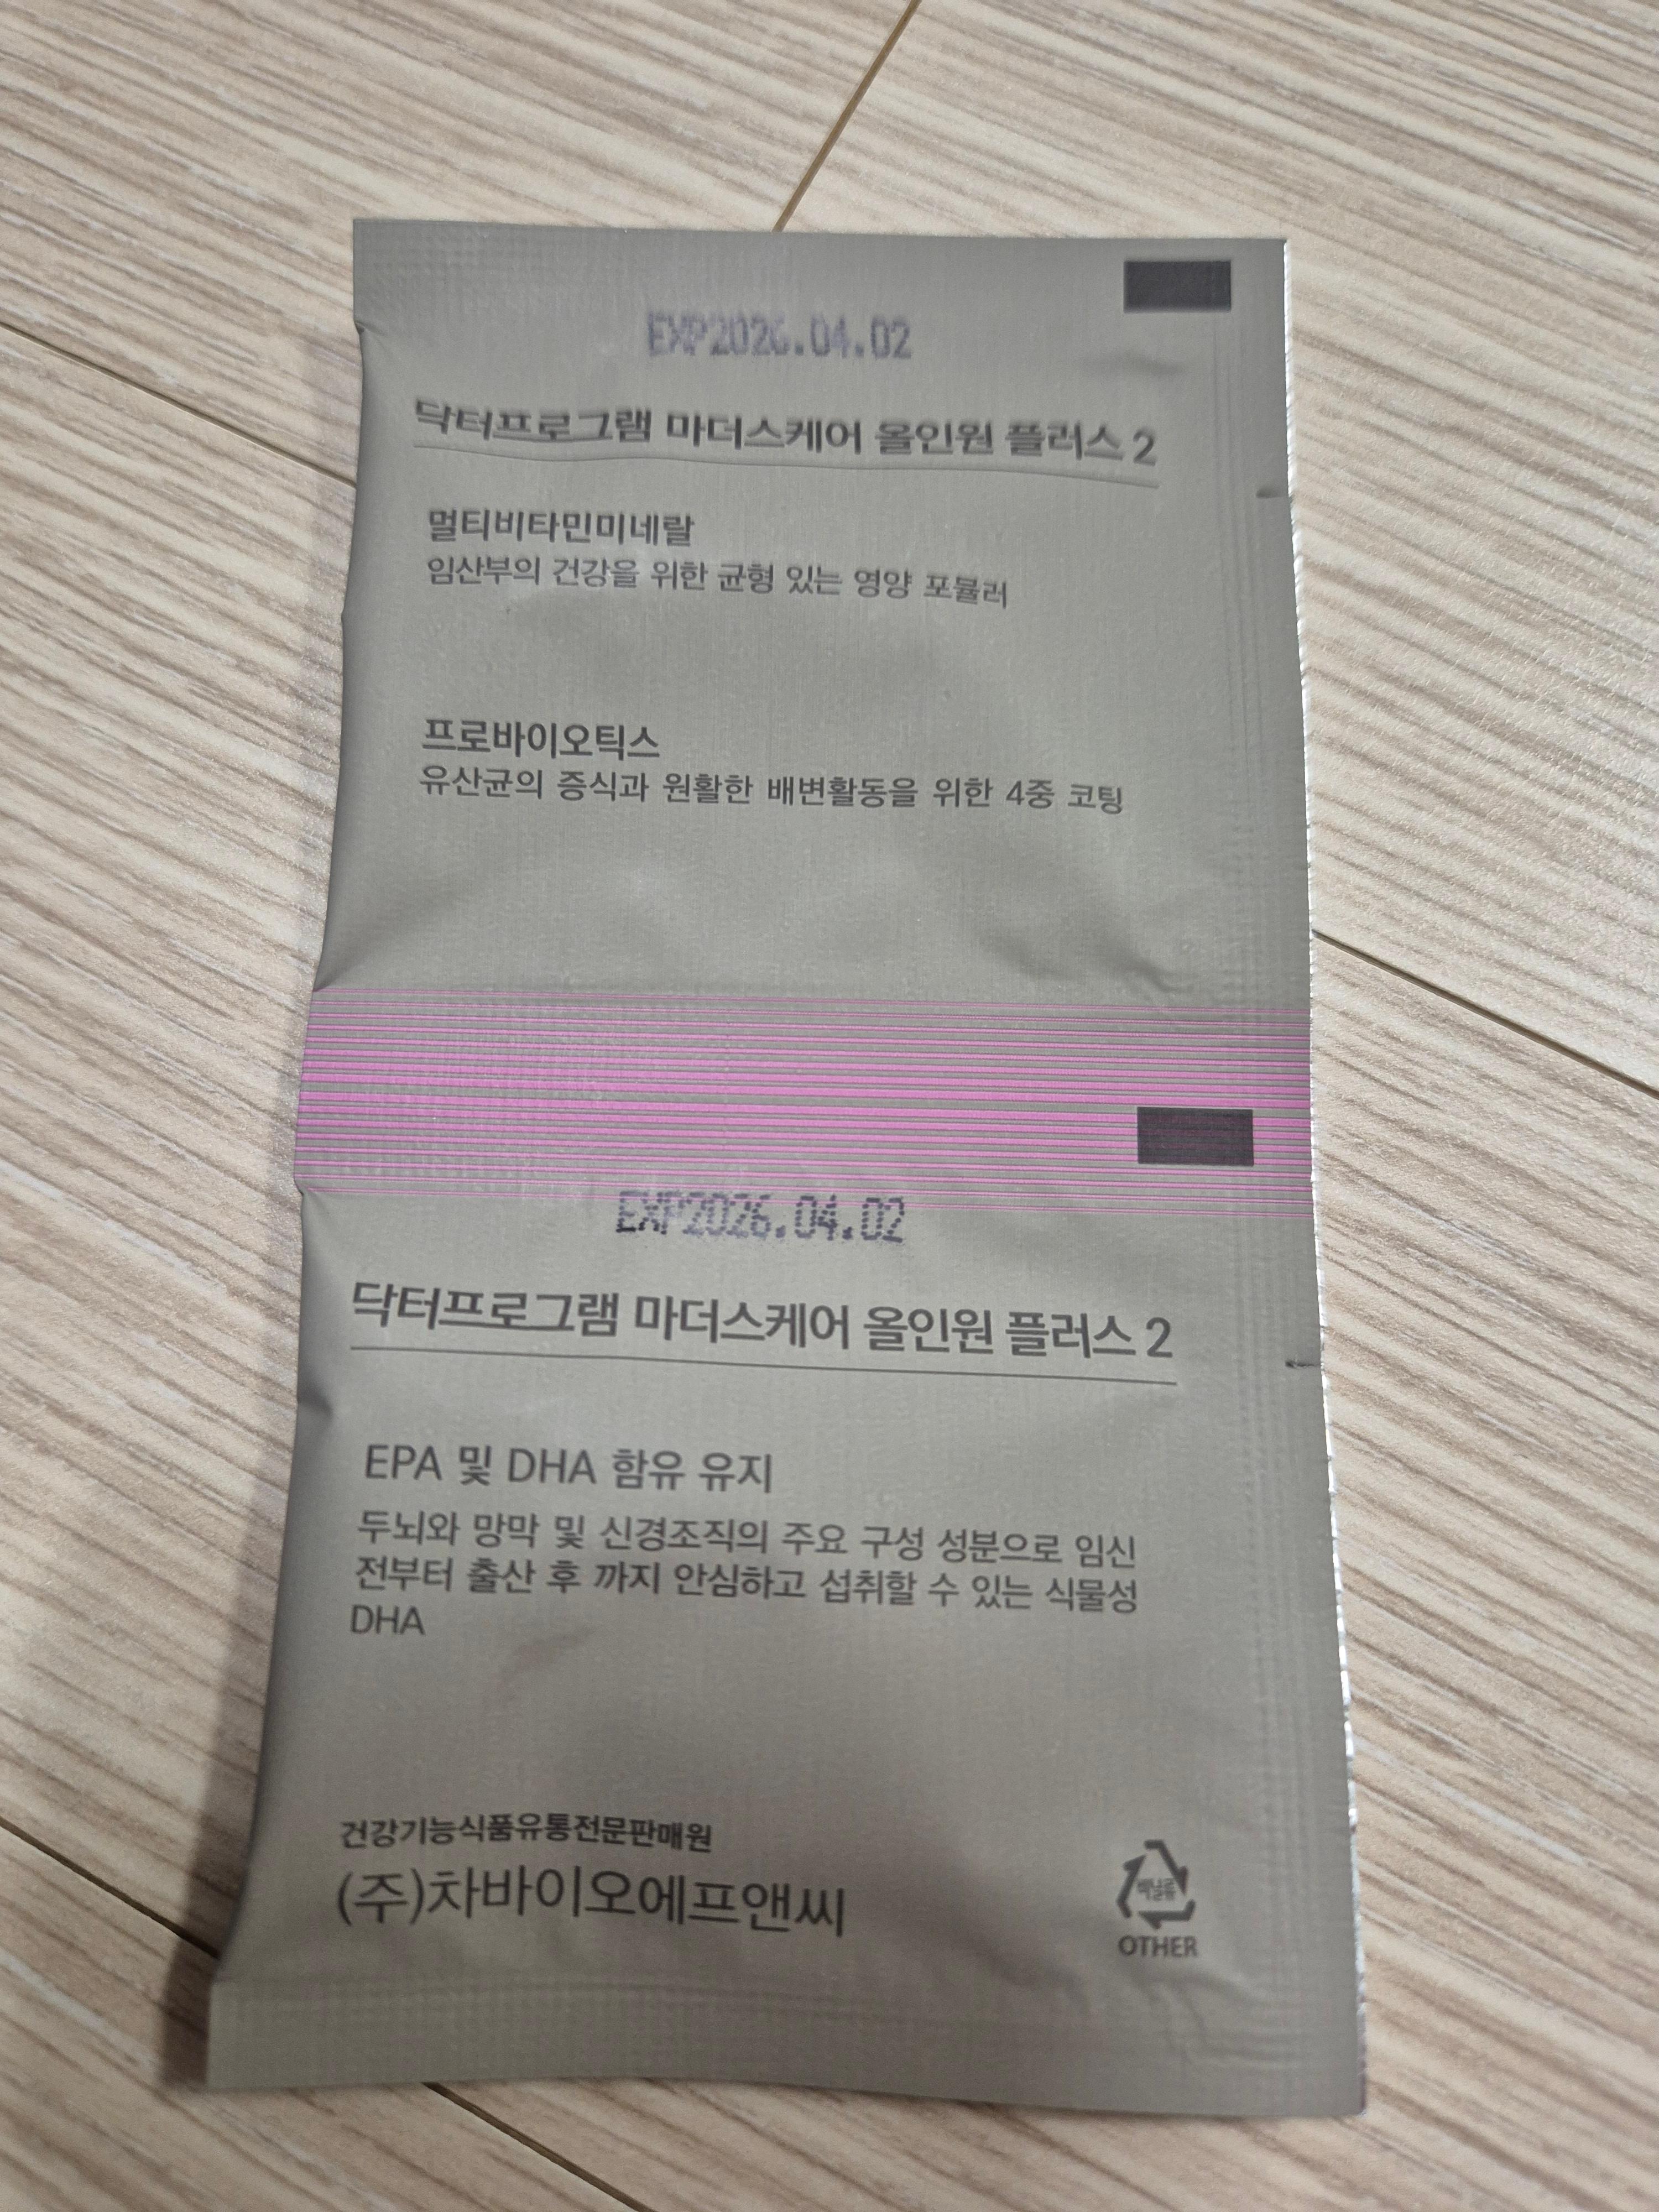 EXP2026.04.02
닥터프로그램 마더스케어 올인원 플러스 2
멀티비타민미네랄
임산부의 건강을 위한 균형 있는 영양 포뮬러
프로바이오틱스
유산균의 증식과 원활한 배변활동을 위한 4중 코팅
EXP2026.04.02
닥터프로그램 마더스케어 올인원 플러스 2
EPA 및 DHA 함유 유지
두뇌와 망막 및 신경조직의 주요 구성 성분으로 임신
전부터 출산 후 까지 안심하고 섭취할 수 있는 식물성
DHA
건강기능식품유통전문판매원
(주)차바이오에프앤씨
비닐류
OTHER